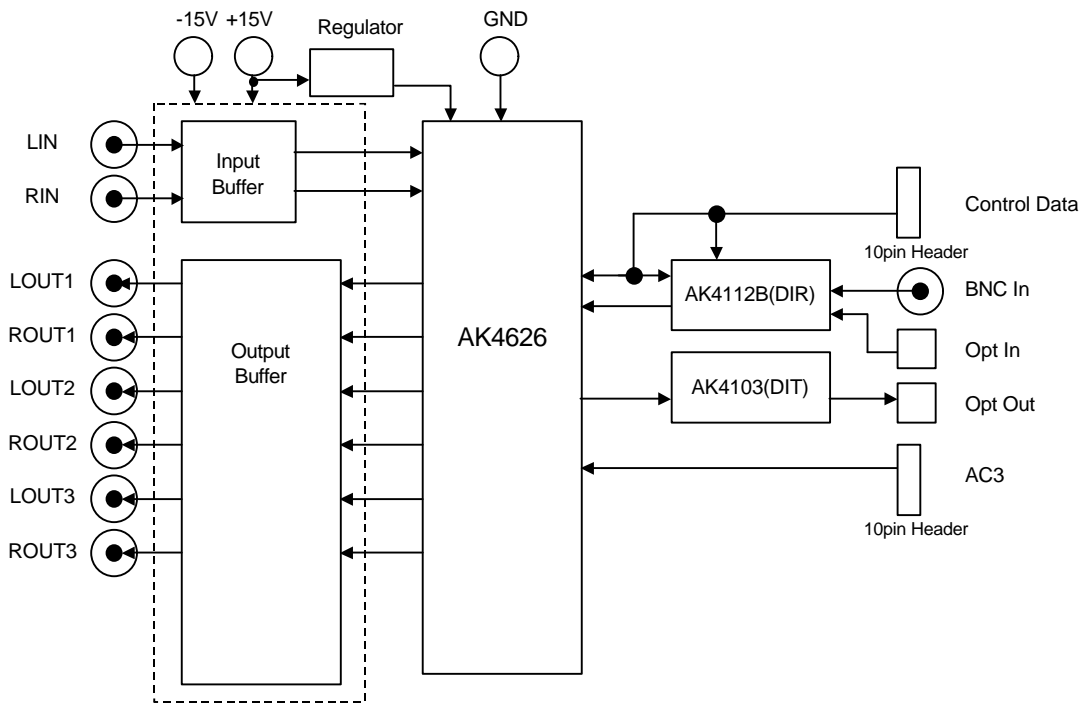 -15V +15V
Regulator
GND
LIN
RIN
Input
Buffer
LOUT1
ROUT1
LOUT2
ROUT2
LOUT3
ROUT3
Output
Buffer
AK4626
Control Data
10pin Header
AK4112B(DIR)
BNC In
Opt In
AK4103(DIT)
Opt Out
AC3
10pin Header